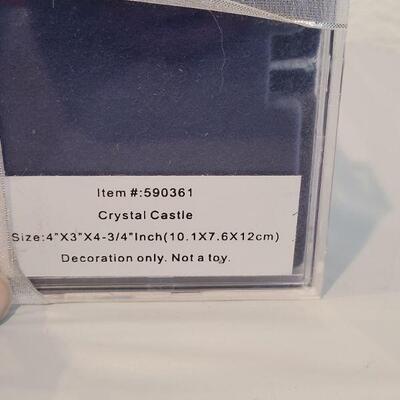 Item #:590361
Crystal Castle
Size:4"X3"X4-3/4"Inch(10.1X7.6X12cm)
Decoration only. Not a toy.